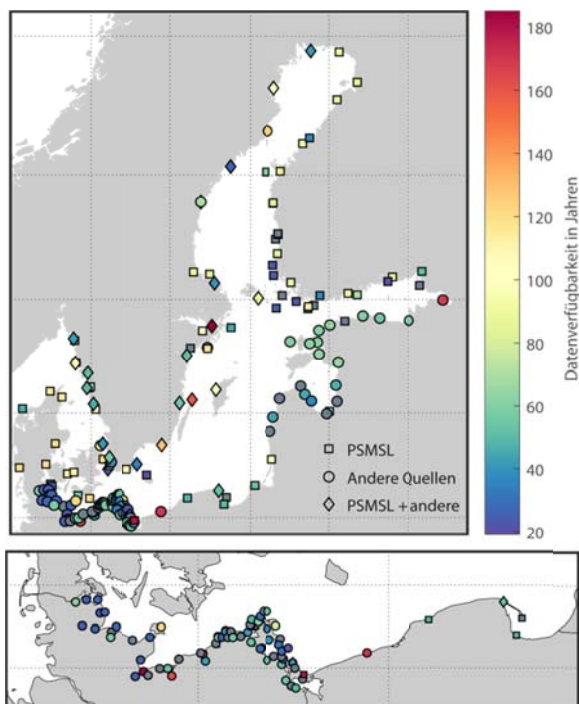 180
160
140
120
100
80
60
40
20
Datenverfügbarkeit in Jahren
PSMSL
Andere Quellen
PSMSL +andere